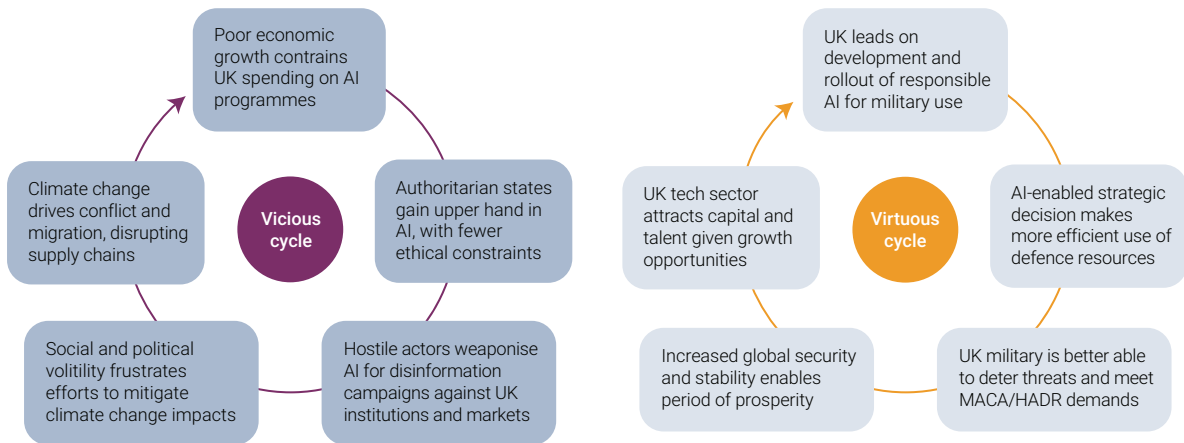 Poor economic
growth contrains
UK spending on AI
programmes
Authoritarian states
gain upper hand in
AI, with fewer
ethical constraints
Hostile actors weaponise
AI for disinformation
campaigns against UK
institutions and markets
Social and political
volitility frustrates
efforts to mitigate
climate change impacts
Climate change
drives conflict and
migration, disrupting
supply chains
Vicious
cycle
UK leads on
development and
rollout of responsible
AI for military use
AI-enabled strategic
decision makes
more efficient use of
defence resources
UK military is better able
to deter threats and meet
MACA/HADR demands
Increased global security
and stability enables
period of prosperity
UK tech sector
attracts capital and
talent given growth
opportunities
Virtuous
cycle